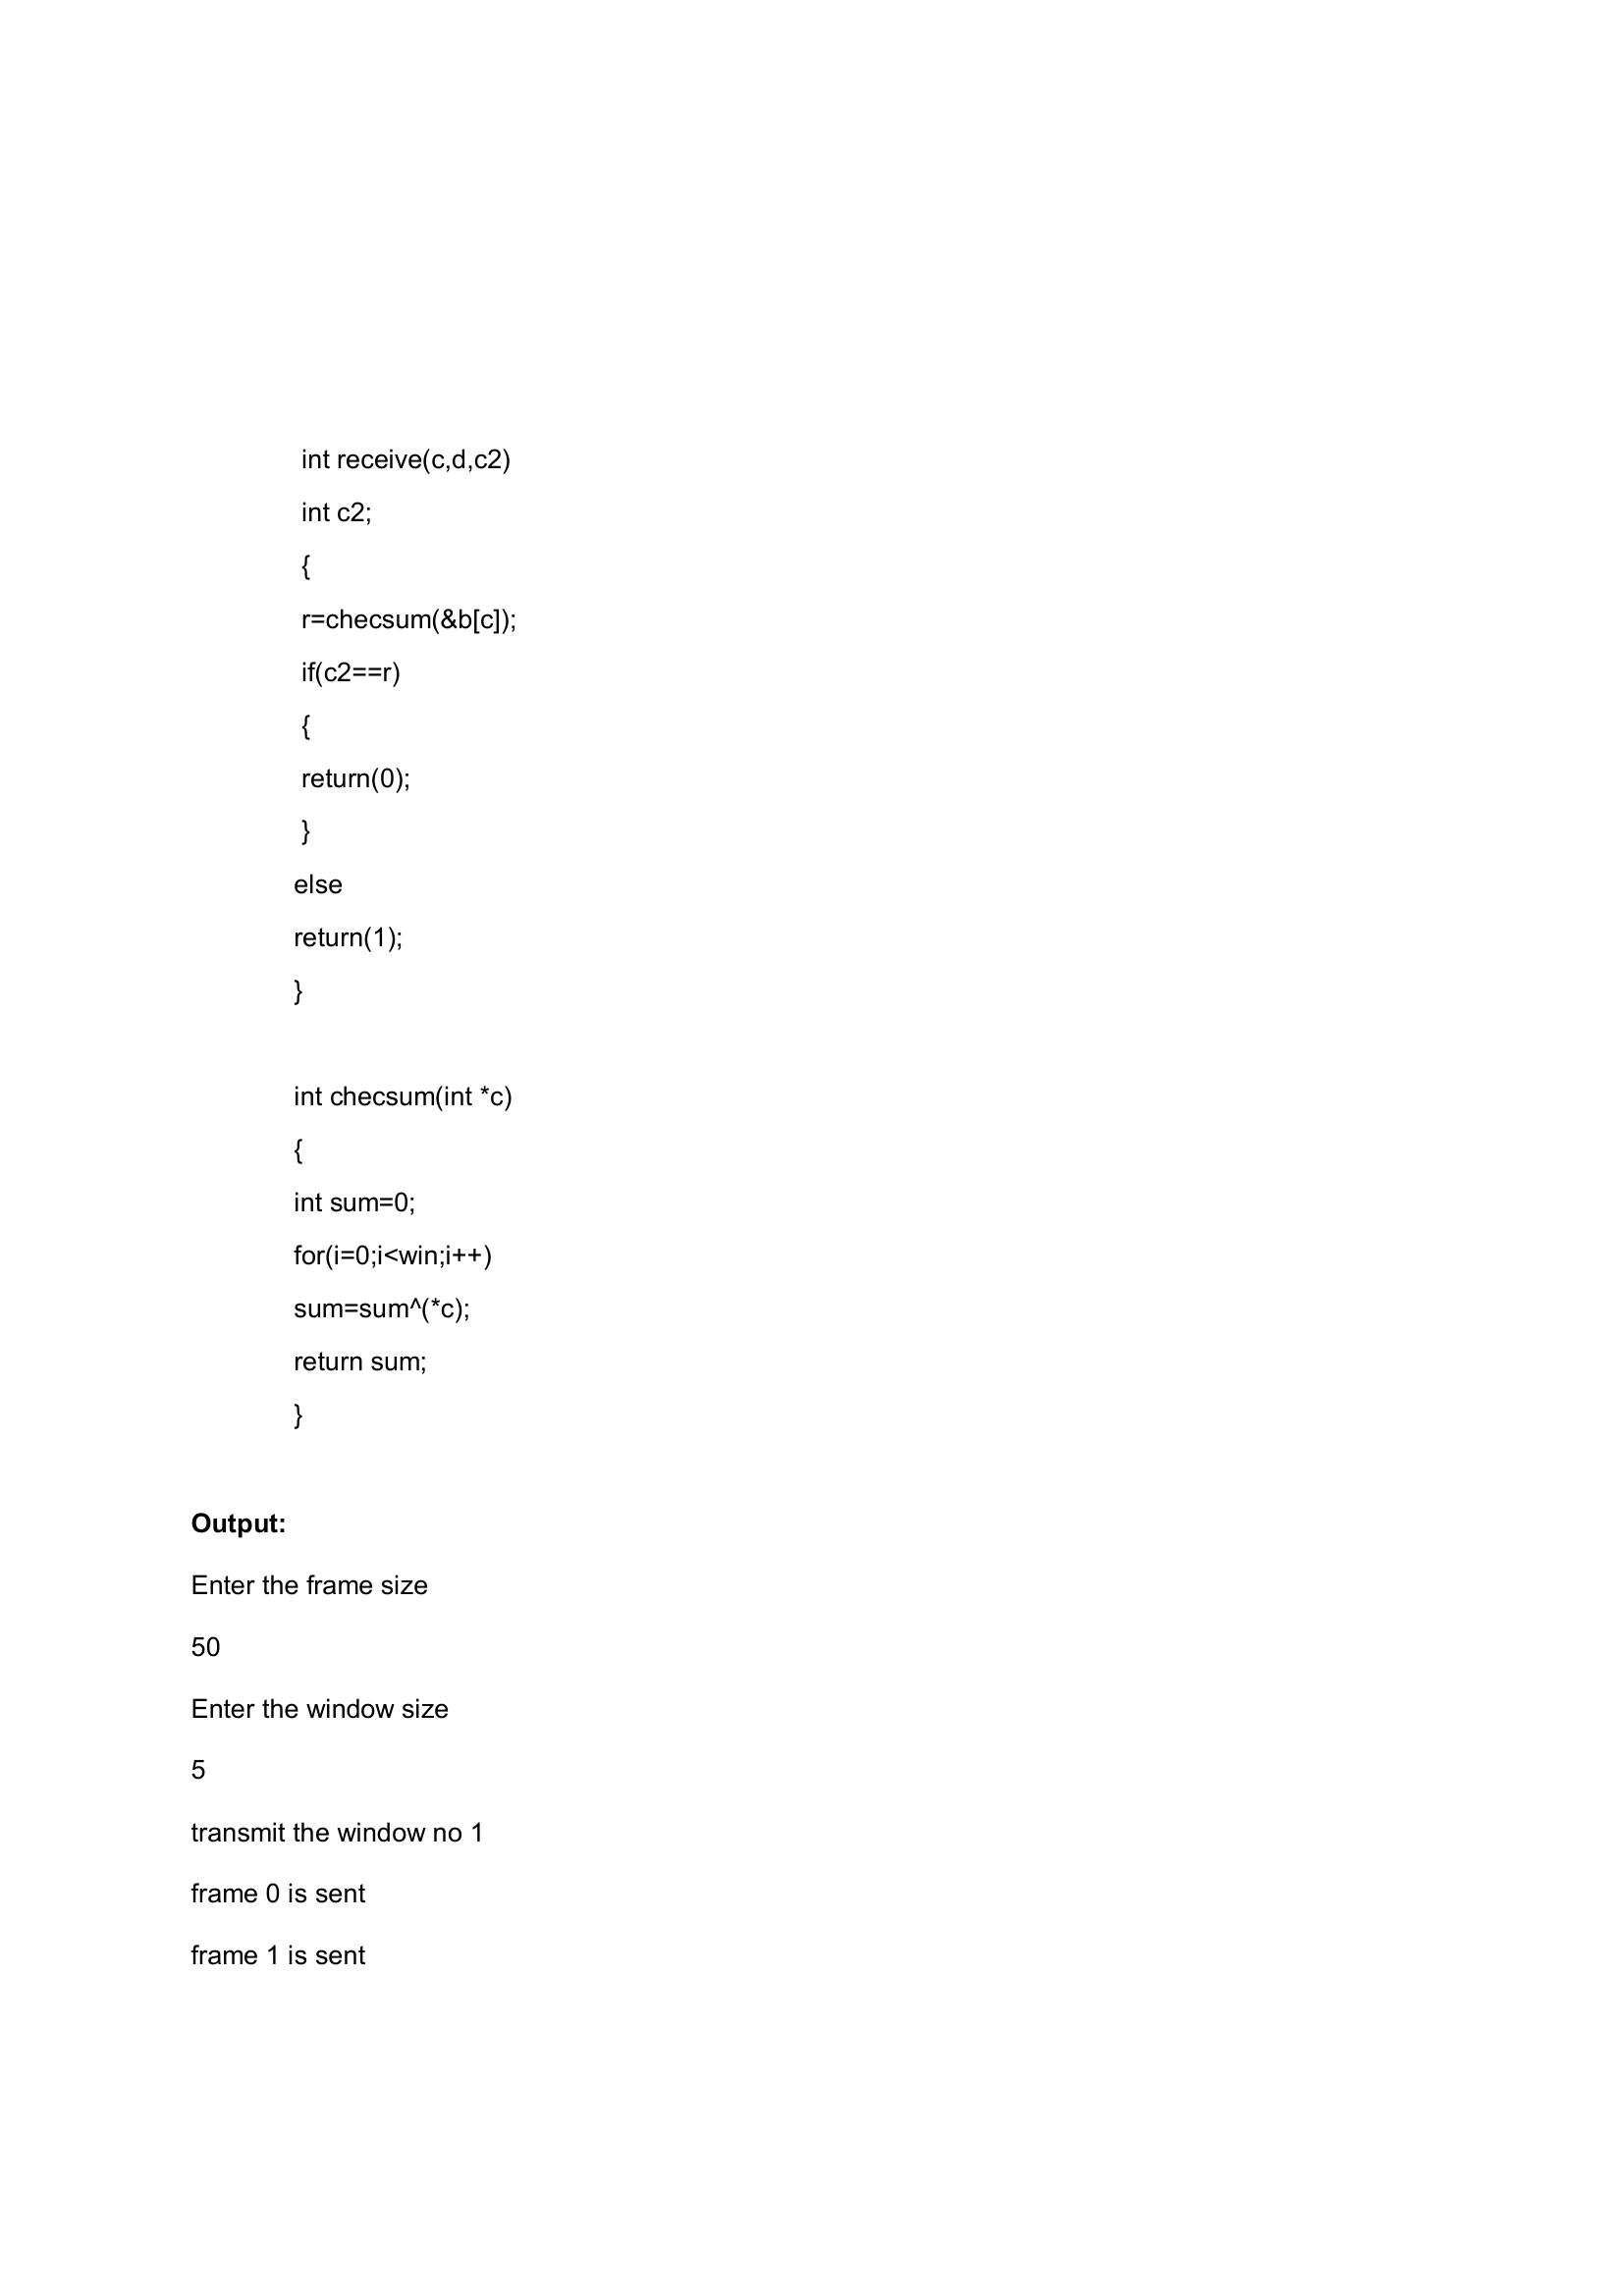 int receive(c,d,c2)
int c2;
{
r=checsum(&b[c]);
if(c2==r)
{
return(0);
}
else
return(1);
}
int checsum(int *c)
{
int sum=0;
for(i=0;i<win;i++)
sum=sum^(*c);
return sum;
}
Output:
Enter the frame size
50
Enter the window size
5
transmit the window no 1
frame 0 is sent
frame 1 is sent